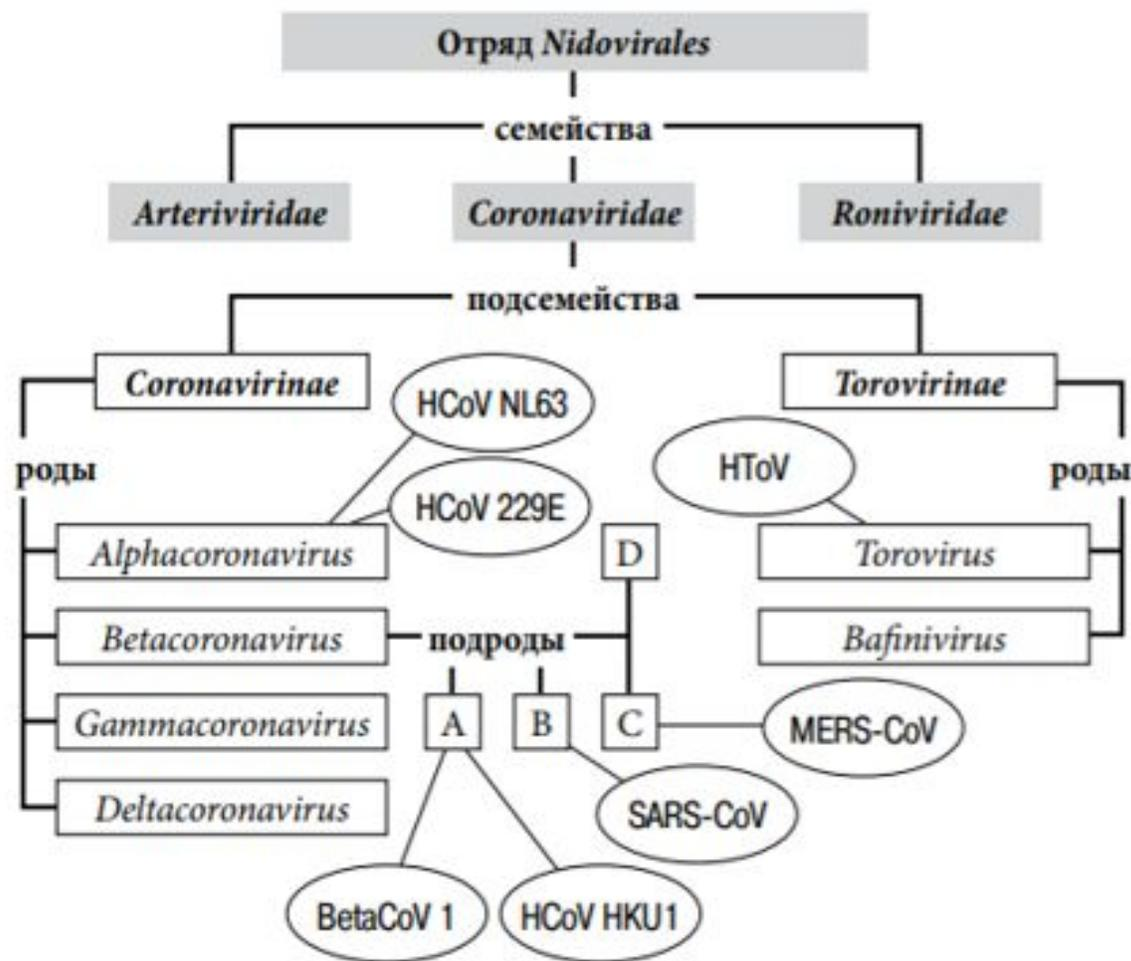 Отряд Nidovirales
семейства
Arteriviridae
Coronaviridae
Roniviridae
подсемейства
Coronavirinae
Torovirinae
HCoV NL63
роды
HToV
роды
HCoV 229E
Alphacoronavirus
D
Torovirus
Betacoronavirus
подроды
Bafinivirus
Gammacoronavirus
A
B
C
MERS-CoV
Deltacoronavirus
SARS-CoV
BetaCoV 1
HCoV HKU1